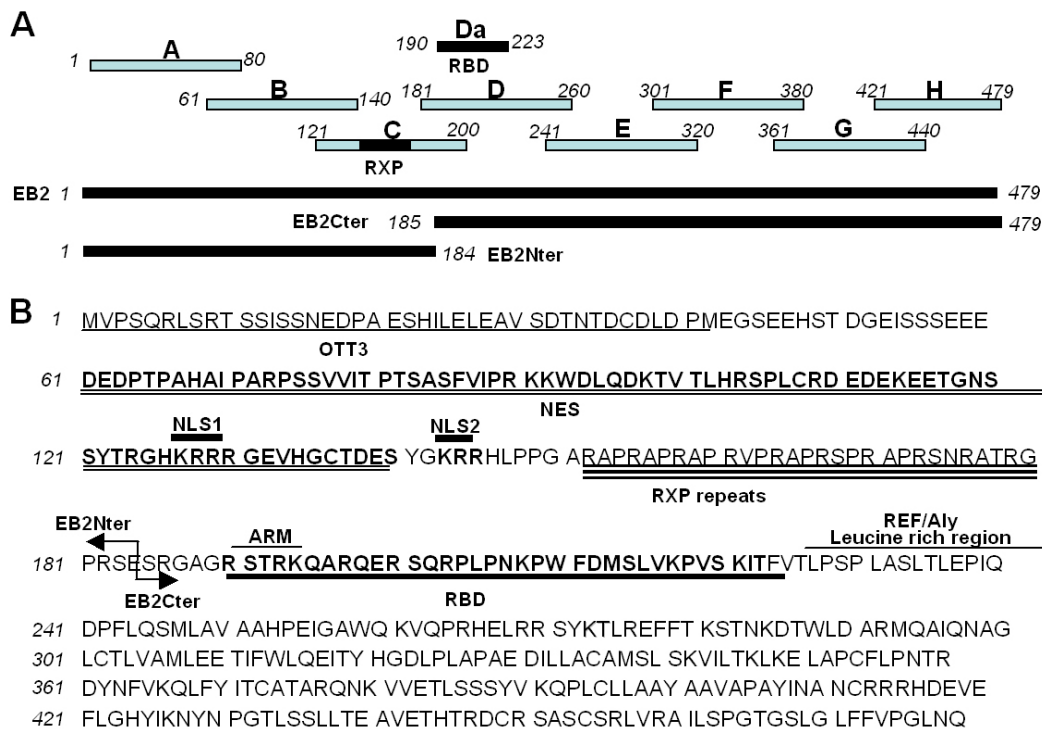 A
Da
190 223
RBD
1 A 80
61 B 140 181 D 260 301 F 380 421 H 479
121 C 200 241 E 320 361 G 440
RXP
EB2 1 479
EB2Cter 185 479
1 184 EB2Nter
B
1 MVPSQRLSRT SSISSNEDPA ESHILELEAV SDTNTDCDLD PMEGSEEHST DGEISSSEEE
OTT3
61 DEDPTPAHAI PARPSSVVIT PTSASFVIPR KKWDLQDKTV TLHRSPLCRD EDEKEETGNS
NES
NLS1 NLS2
121 SYTRGHKRRR GEVHGCTDES YGKRRHLPPG ARAPRAPRAP RVPRAPRSPR APRSNRATRG
RXP repeats
EB2Nter ARM REF/Aly
Leucine rich region
181 PRSESRGAGR STRKQARQER SQRPLPNKPW FDMSLVKPVS KITFVTLPSP LASLTLEPIQ
EB2Cter RBD
241 DPFLQSMLAV AAHPEIGAWQ KVQPRHELRR SYKTLREFFT KSTNKDTWLD ARMQAIQNAG
301 LCTLVAMLEE TIFWLQEITY HGDLPLAPAE DILLACAMSL SKVILTKLKE LAPCFLPNTR
361 DYNFVKQLFY ITCATARQNK VVETLSSSYV KQPLCLLAAY AAVAPAYINA NCRRRHDEVE
421 FLGHYIKNYN PGTLSSLLTE AVETHTRDCR SASCSRLVRA ILSPGTGSLG LFFVPGLNQ